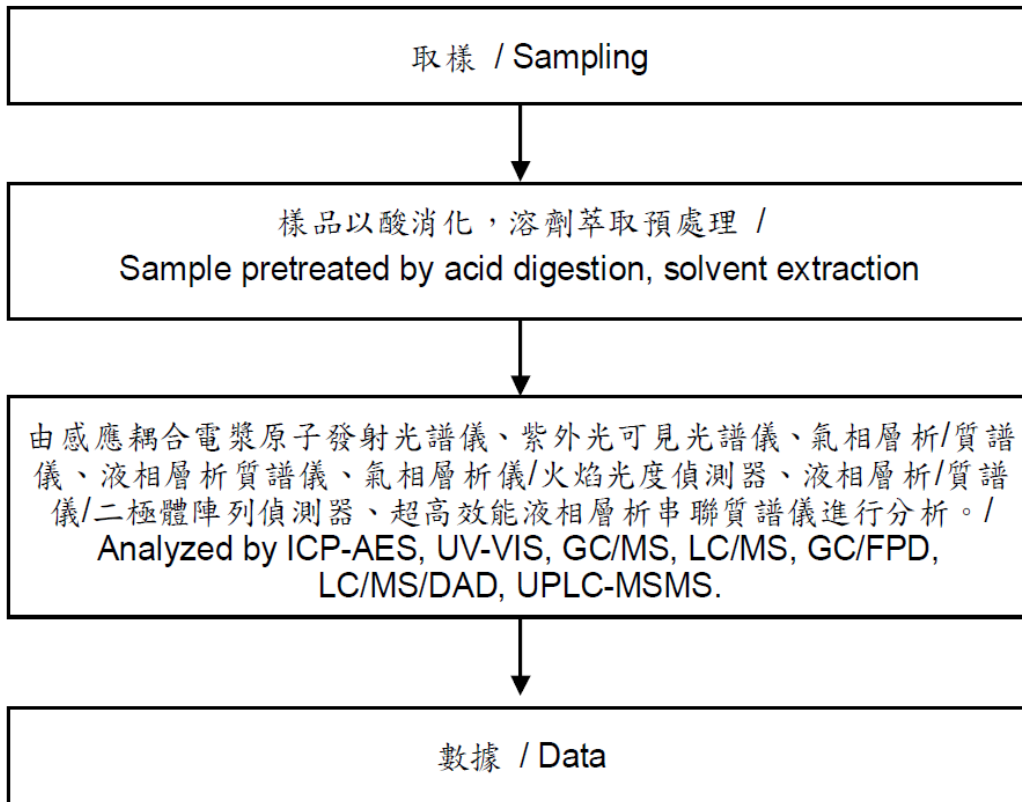 取樣 / Sampling
樣品以酸消化，溶劑萃取預處理 /
Sample pretreated by acid digestion, solvent extraction
由感應耦合電漿原子發射光譜儀、紫外光可見光譜儀、氣相層析/質譜
儀、液相層析質譜儀、氣相層析儀/火焰光度偵測器、液相層析/質譜
儀/二極體陣列偵測器、超高效能液相層析串聯質譜儀進行分析。/
Analyzed by ICP-AES, UV-VIS, GC/MS, LC/MS, GC/FPD,
LC/MS/DAD, UPLC-MSMS.
數據 / Data